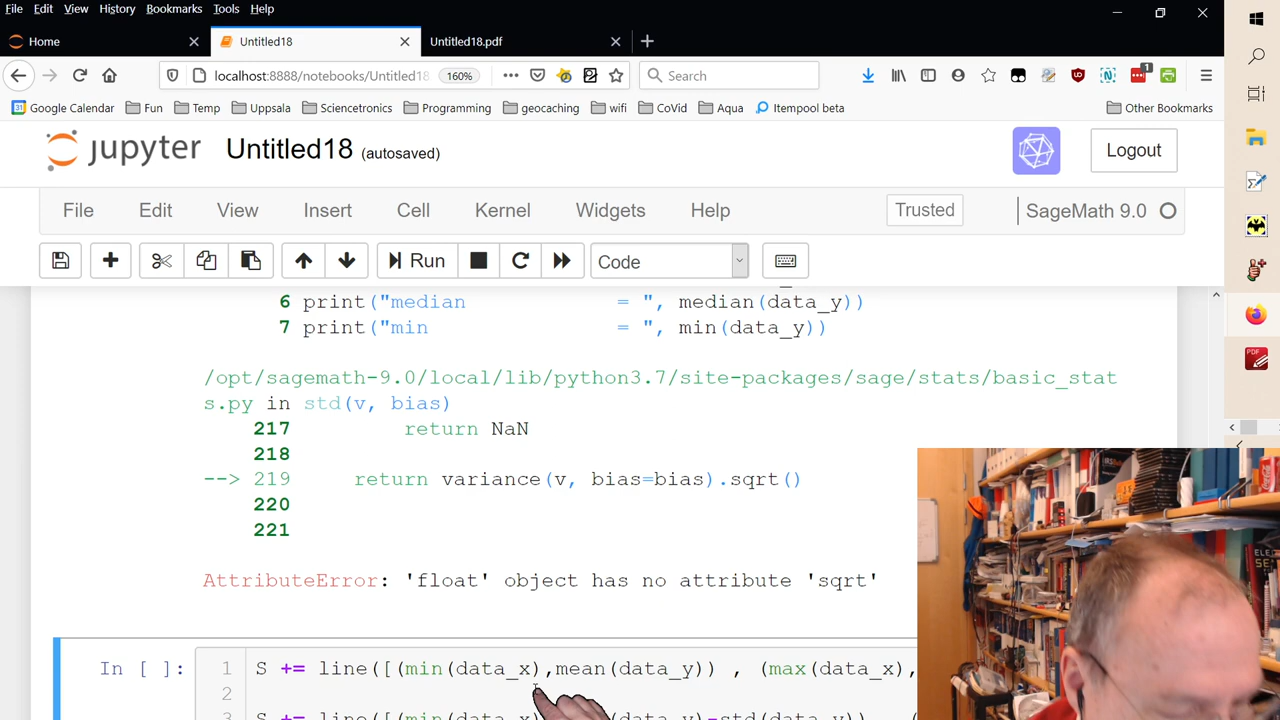 File Edit View History Bookmarks Tools Help
Home
Untitled18
Untitled18.pdf
localhost:8888/notebooks/Untitled18 160% Search
Google Calendar Fun Temp Uppsala Sciencetronics Programming geocaching wifi CoVid Aqua Itempool beta Other Bookmarks
jupyter Untitled18 (autosaved) Logout
File Edit View Insert Cell Kernel Widgets Help Trusted SageMath 9.0
Run Code
6 print("median = ", median(data_y))
7 print("min = ", min(data_y))
/opt/sagemath-9.0/local/lib/python3.7/site-packages/sage/stats/basic_stat
s.py in std(v, bias)
217 return NaN
218
--> 219 return variance(v, bias=bias).sqrt()
220
221
AttributeError: 'float' object has no attribute 'sqrt'
In [ ]: 1 S += line([(min(data_x),mean(data_y)) , (max(data_x),
2
3 S += line([(min(data_x)